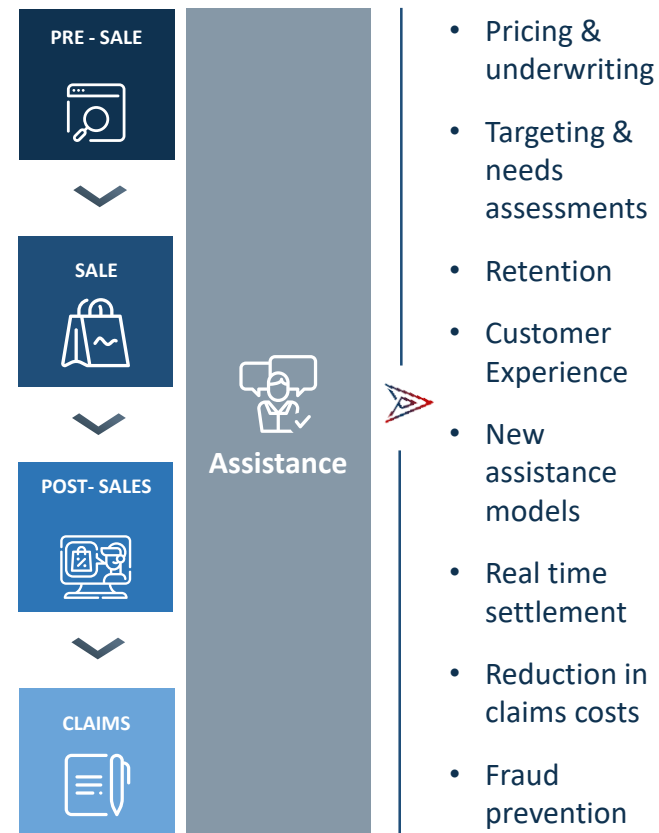 PRE - SALE
SALE
POST- SALES
CLAIMS
Assistance
• Pricing &
underwriting
• Targeting &
needs
assessments
• Retention
• Customer
Experience
• New
assistance
models
• Real time
settlement
• Reduction in
claims costs
• Fraud
prevention